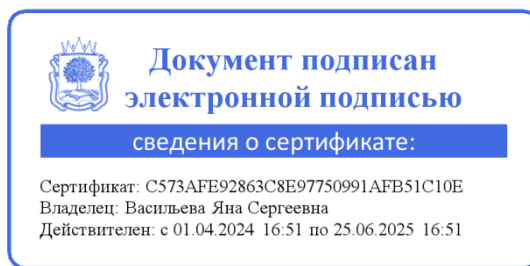 Документ подписан
электронной подписью
сведения о сертификате:
Сертификат: C573AFE92863C8E97750991AFB51C10E
Владелец: Васильева Яна Сергеевна
Действителен: с 01.04.2024 16:51 по 25.06.2025 16:51